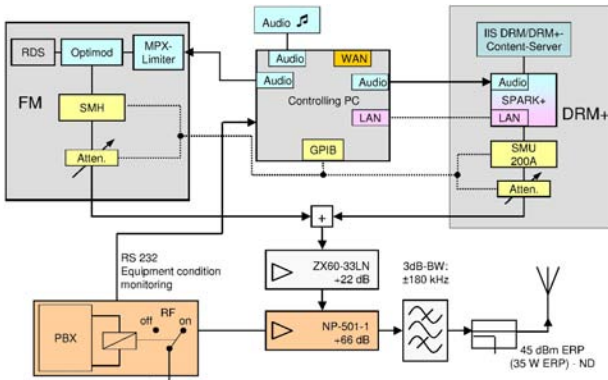 Audio
RDS
Optimod
MPX-
Limiter
Audio
WAN
Audio
Audio
Controlling PC
LAN
GPIB
IIS DRM/DRM+-
Content-Server
Audio
SPARK+
LAN
DRM+
SMU
200A
Atten.
FM
SMH
Atten.
+
RS 232
Equipment condition
monitoring
ZX60-33LN
+22 dB
3dB-BW:
±180 kHz
PBX
RF
off
on
NP-501-1
+66 dB
45 dBm ERP
(35 W ERP) - ND